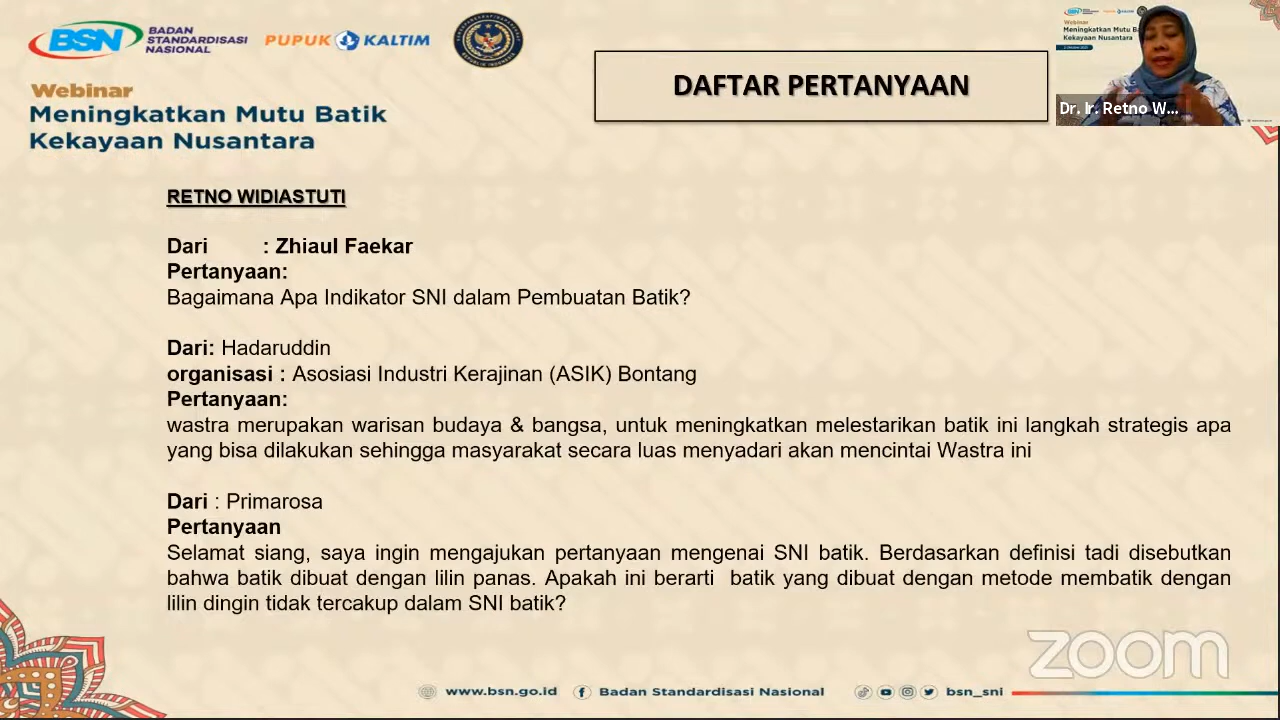 BSN BADAN STANDARDISASI NASIONAL
PUPUK KALTIM
Webinar
Meningkatkan Mutu Batik
Kekayaan Nusantara
DAFTAR PERTANYAAN
Dr. Ir. Retno W...
RETNO WIDIASTUTI
Dari : Zhiaul Faekar
Pertanyaan:
Bagaimana Apa Indikator SNI dalam Pembuatan Batik?
Dari: Hadaruddin
organisasi : Asosiasi Industri Kerajinan (ASIK) Bontang
Pertanyaan:
wastra merupakan warisan budaya & bangsa, untuk meningkatkan melestarikan batik ini langkah strategis apa
yang bisa dilakukan sehingga masyarakat secara luas menyadari akan mencintai Wastra ini
Dari : Primarosa
Pertanyaan
Selamat siang, saya ingin mengajukan pertanyaan mengenai SNI batik. Berdasarkan definisi tadi disebutkan
bahwa batik dibuat dengan lilin panas. Apakah ini berarti batik yang dibuat dengan metode membatik dengan
lilin dingin tidak tercakup dalam SNI batik?
zoom
www.bsn.go.id Badan Standardisasi Nasional bsn_sni